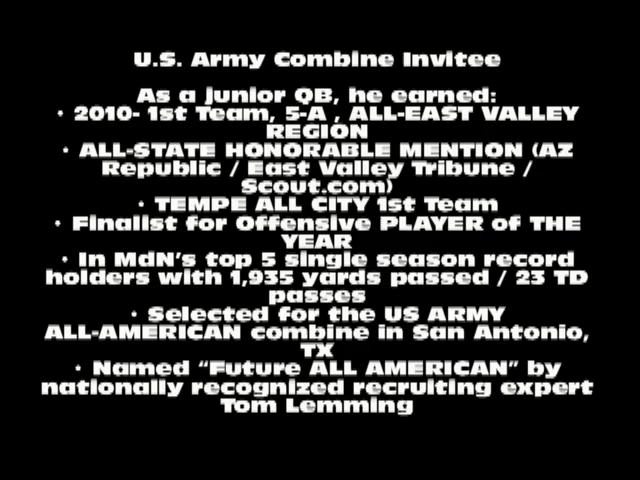 U.S. Army Combine Invitee
As a junior QB, he earned:
• 2010- 1st Team, 5-A , ALL-EAST VALLEY
REGION
• ALL-STATE HONORABLE MENTION (AZ
Republic / East Valley Tribune /
Scout.com)
• TEMPE ALL CITY 1st Team
• Finalist for Offensive PLAYER of THE
YEAR
• In MdN's top 5 single season record
holders with 1,935 yards passed / 23 TD
passes
• Selected for the US ARMY
ALL-AMERICAN combine in San Antonio,
TX
• Named “Future ALL AMERICAN” by
nationally recognized recruiting expert
Tom Lemming